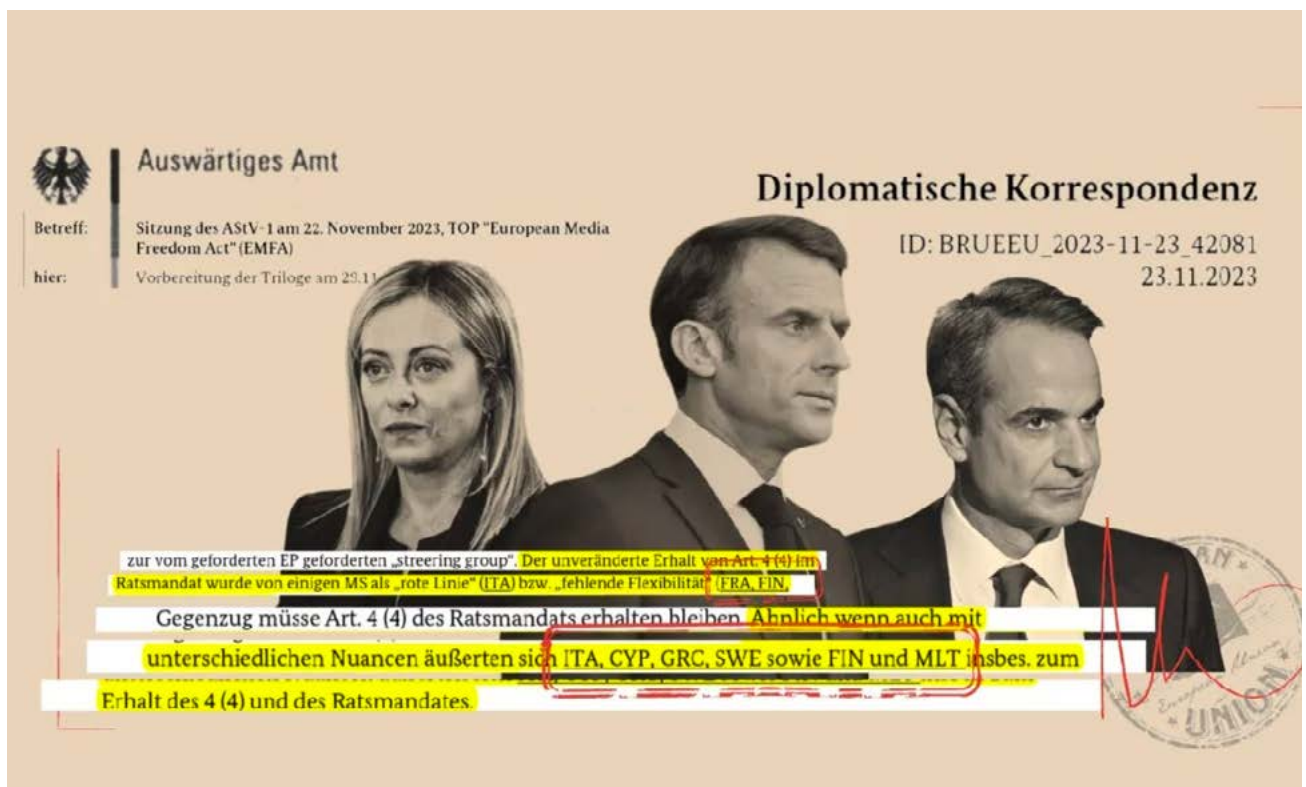 Auswärtiges Amt
Betreff:
Sitzung des AStV-1 am 22. November 2023, TOP "European Media
Freedom Act" (EMFA)
hier:
Vorbereitung der Triloge am 29.11
Diplomatische Korrespondenz
ID: BRUEEU_2023-11-23_42081
23.11.2023
zur vom geforderten EP geforderten „streering group". Der unveränderte Erhalt von Art. 4 (4) im
Ratsmandat wurde von einigen MS als „rote Linie" (ITA) bzw. „fehlende Flexibilität" (FRA, FIN,
Gegenzug müsse Art. 4 (4) des Ratsmandats erhalten bleiben. Ähnlich wenn auch mit
unterschiedlichen Nuancen äußerten sich ITA, CYP, GRC, SWE sowie FIN und MLT insbes. zum
Erhalt des 4 (4) und des Ratsmandates.
UNION